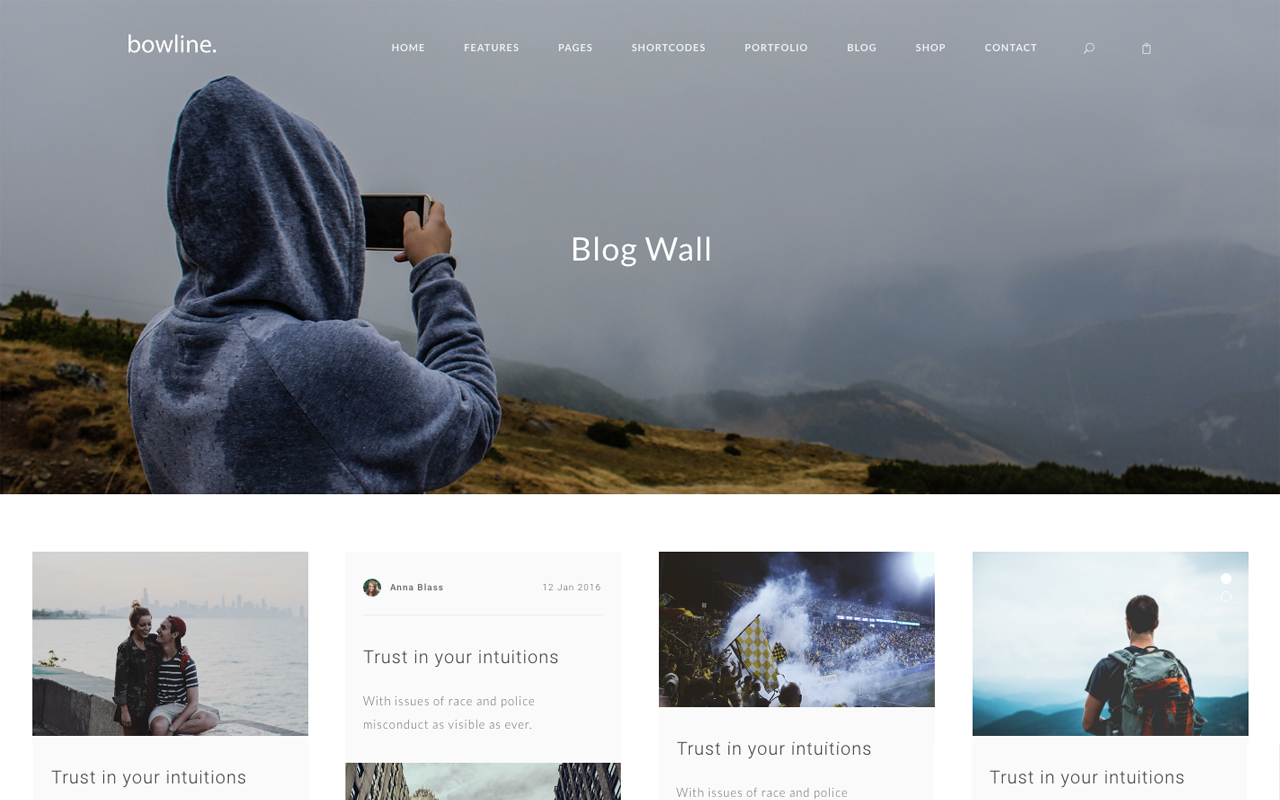 bowline.
HOME FEATURES PAGES SHORTCODES PORTFOLIO BLOG SHOP CONTACT
Blog Wall
Trust in your intuitions
Anna Blass 12 Jan 2016
Trust in your intuitions
With issues of race and police
misconduct as visible as ever.
Trust in your intuitions
With issues of race and police
Trust in your intuitions